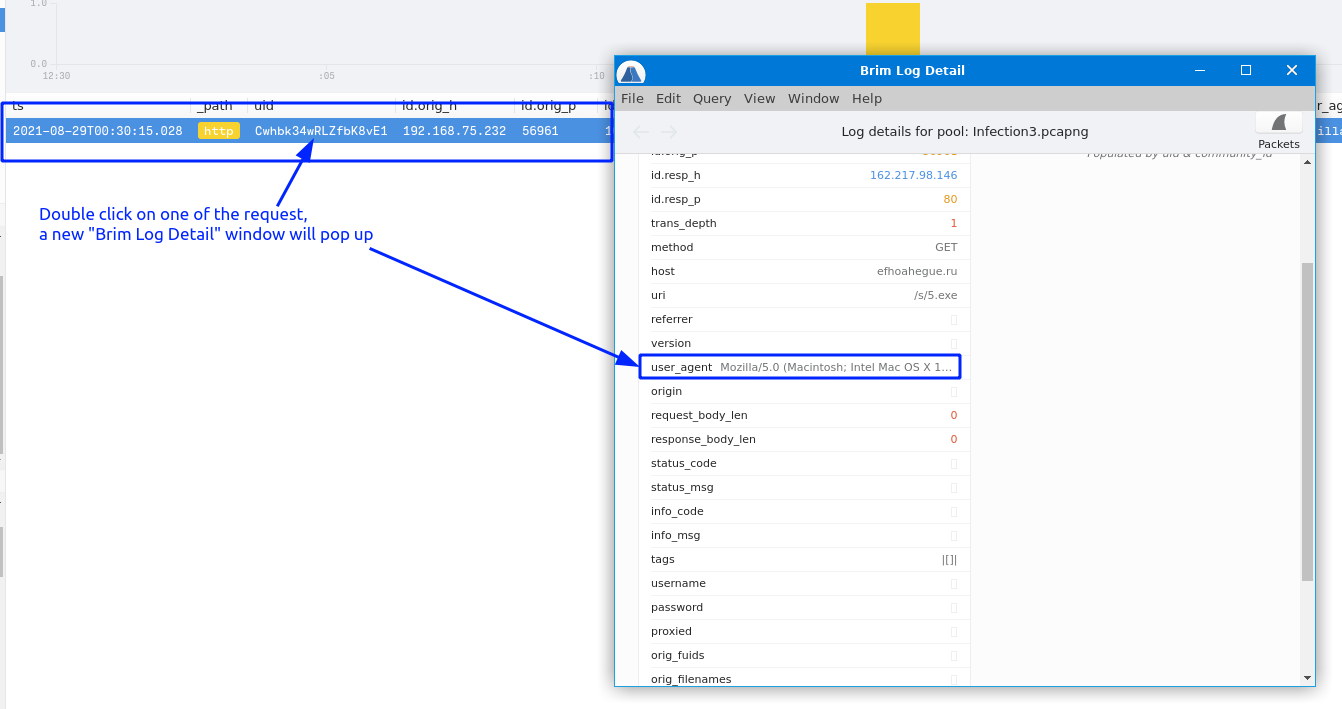 1.0
0.0
12:30 :05 :10
ts _path uid id.orig_h id.orig_p
2021-08-29T00:30:15.028 http Cwhbk34wRLZfbK8vE1 192.168.75.232 56961
Double click on one of the request,
a new "Brim Log Detail" window will pop up
Brim Log Detail
File Edit Query View Window Help
Log details for pool: Infection3.pcapng
Packets
Populated by uid & community_id
id.orig_p 56961
id.resp_h 162.217.98.146
id.resp_p 80
trans_depth 1
method GET
host efhoahegue.ru
uri /s/5.exe
referrer
version
user_agent Mozilla/5.0 (Macintosh; Intel Mac OS X 1...
origin
request_body_len 0
response_body_len 0
status_code
status_msg
info_code
info_msg
tags |[]|
username
password
proxied
orig_fuids
orig_filenames